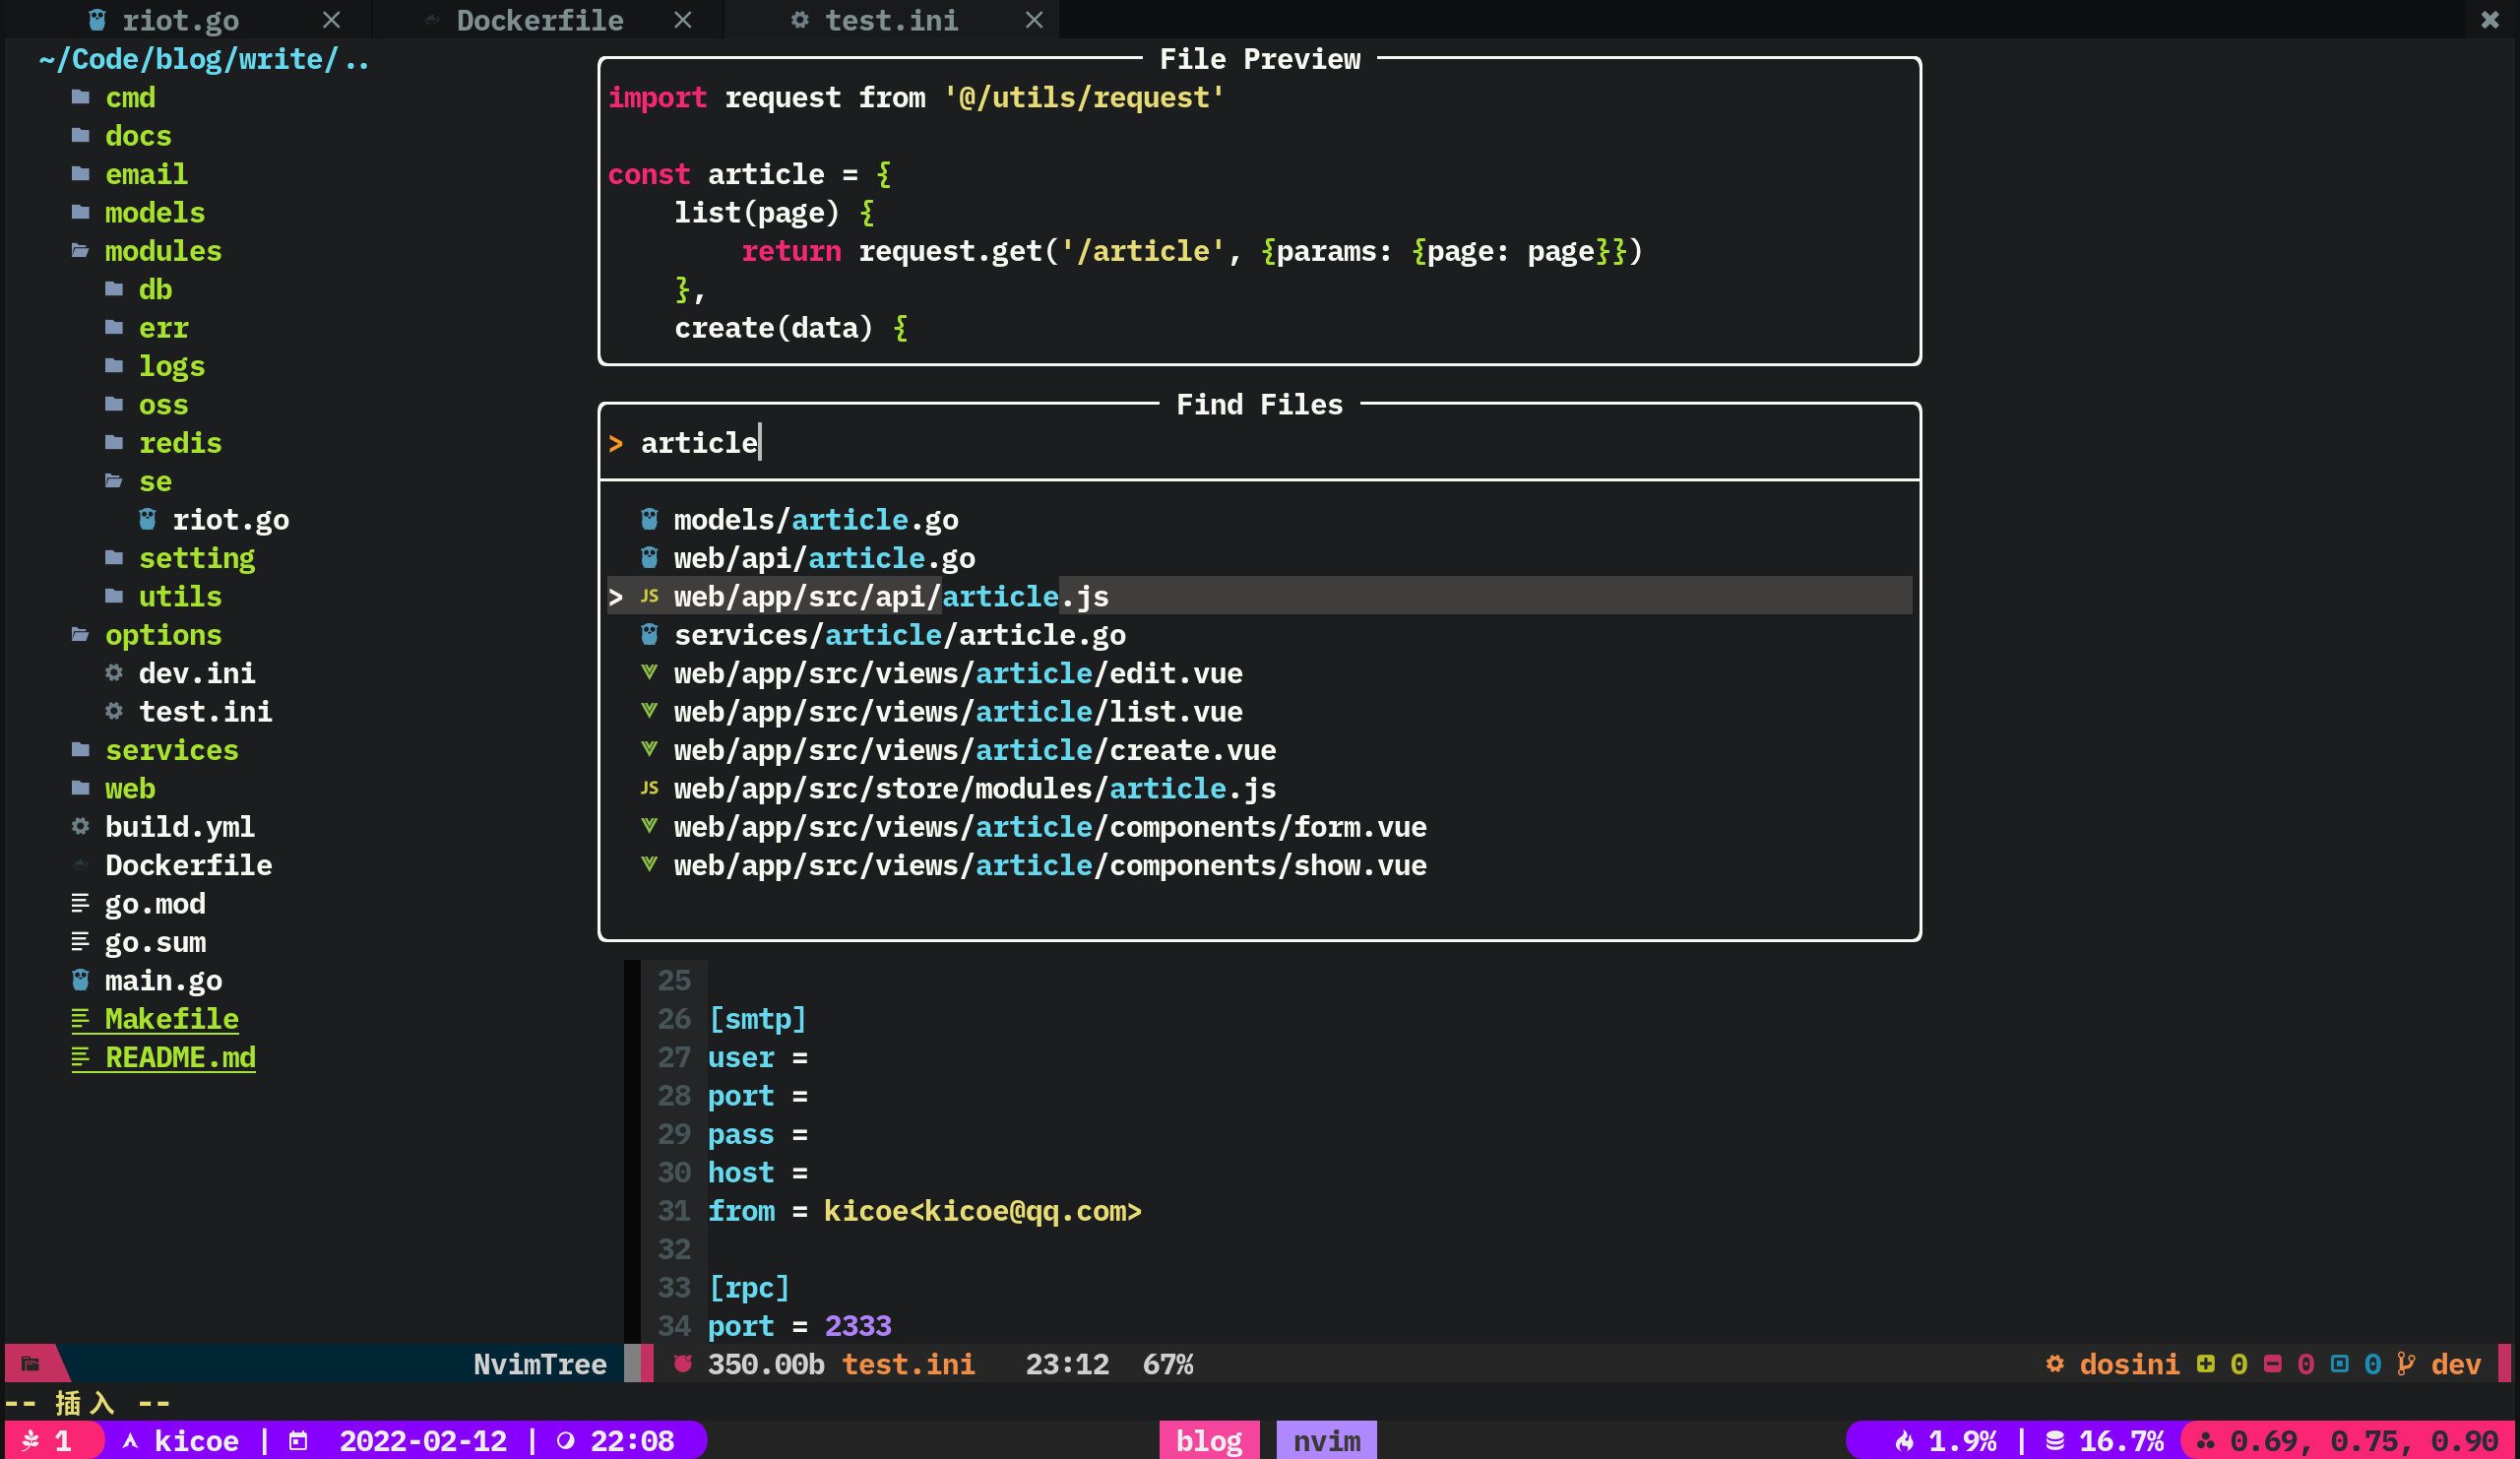 riot.go Dockerfile test.ini
~/Code/blog/write/..
cmd
docs
email
models
modules
db
err
logs
oss
redis
se
riot.go
setting
utils
options
dev.ini
test.ini
services
web
build.yml
Dockerfile
go.mod
go.sum
main.go
Makefile
README.md
File Preview
import request from '@/utils/request'
const article = {
list(page) {
return request.get('/article', {params: {page: page}})
},
create(data) {
Find Files
> article
models/article.go
web/api/article.go
> JS web/app/src/api/article.js
services/article/article.go
web/app/src/views/article/edit.vue
web/app/src/views/article/list.vue
web/app/src/views/article/create.vue
JS web/app/src/store/modules/article.js
web/app/src/views/article/components/form.vue
web/app/src/views/article/components/show.vue
25
26 [smtp]
27 user =
28 port =
29 pass =
30 host =
31 from = kicoe<kicoe@qq.com>
32
33 [rpc]
34 port = 2333
NvimTree 350.00b test.ini 23:12 67% dosini 0 0 0 dev
-- 插入 --
1 kicoe | 2022-02-12 | 22:08 blog nvim 1.9% | 16.7% 0.69, 0.75, 0.90